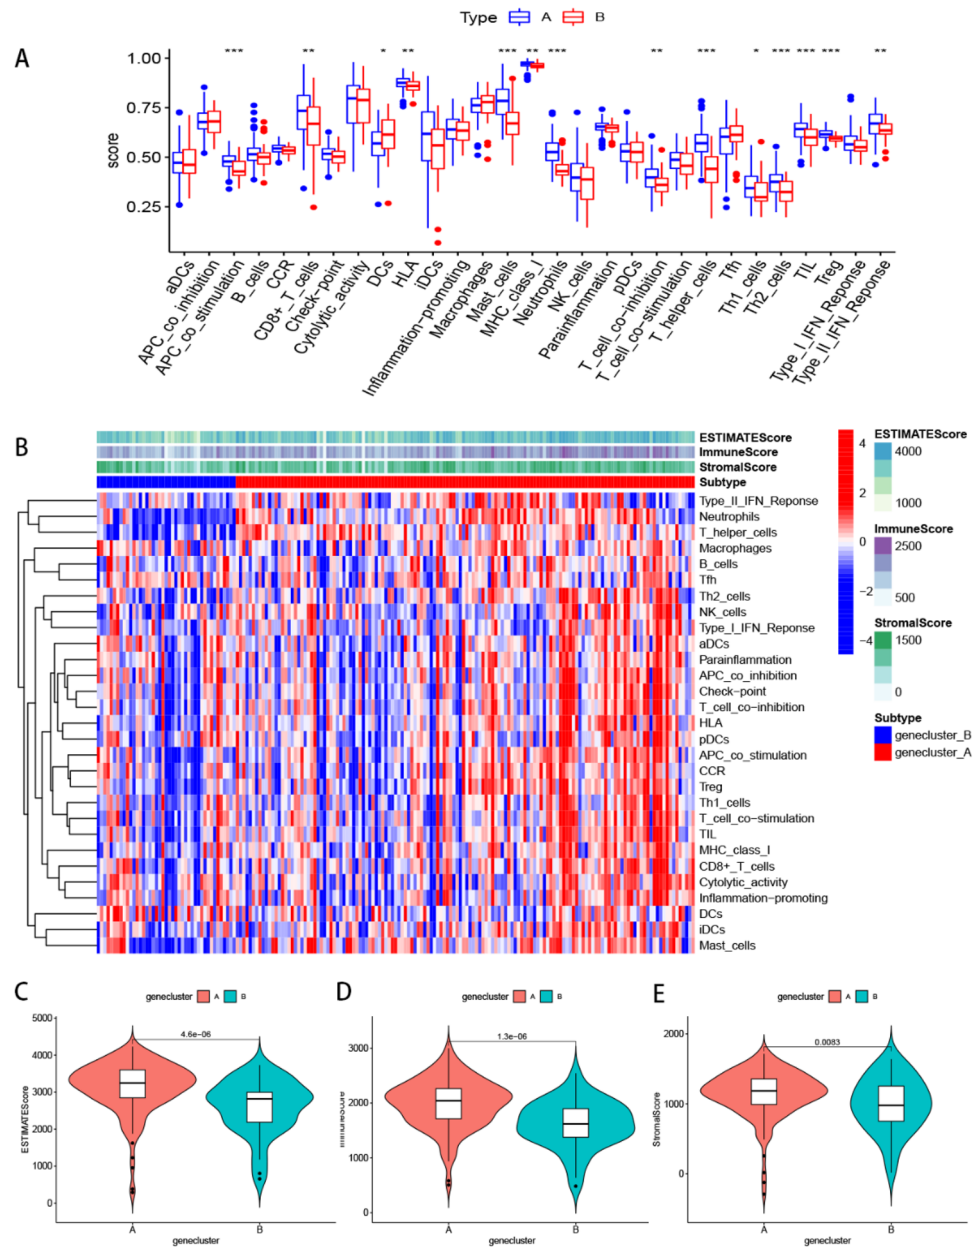 Type A B
A
*** ** * ** *** ** *** ** *** * *** *** ***  **
1.00
0.75
0.50
0.25
score
aDCs
APC_co_inhibition
APC_co_stimulation
B_cells
CCR
CD8+_T_cells
Check-point
Cytolytic_activity
DCs
HLA
iDCs
Inflammation-promoting
Macrophages
Mast_cells
MHC_class_I
Neutrophils
NK_cells
Parainflammation
pDCs
T_cell_co-inhibition
T_cell_co-stimulation
T_helper_cells
Tfh
Th1_cells
Th2_cells
TIL
Treg
Type_I_IFN_Reponse
Type_II_IFN_Reponse
B
ESTIMATEScore
ImmuneScore
StromalScore
Subtype
Type_II_IFN_Reponse
Neutrophils
T_helper_cells
Macrophages
B_cells
Tfh
Th2_cells
NK_cells
Type_I_IFN_Reponse
aDCs
Parainflammation
APC_co_inhibition
Check-point
T_cell_co-inhibition
HLA
pDCs
APC_co_stimulation
CCR
Treg
Th1_cells
T_cell_co-stimulation
TIL
MHC_class_I
CD8+_T_cells
Cytolytic_activity
Inflammation-promoting
DCs
iDCs
Mast_cells
4
2
0
-2
-4
ESTIMATEScore
4000
1000
ImmuneScore
2500
500
StromalScore
1500
0
Subtype
genecluster_B
genecluster_A
C
genecluster A B
5000
4000
3000
2000
1000
0
ESTIMATEScore
4.6e-06
A B
genecluster
D
genecluster A B
3000
2000
1000
0
1.3e-06
A B
genecluster
E
genecluster A B
2000
1000
0
StromalScore
0.0083
A B
genecluster